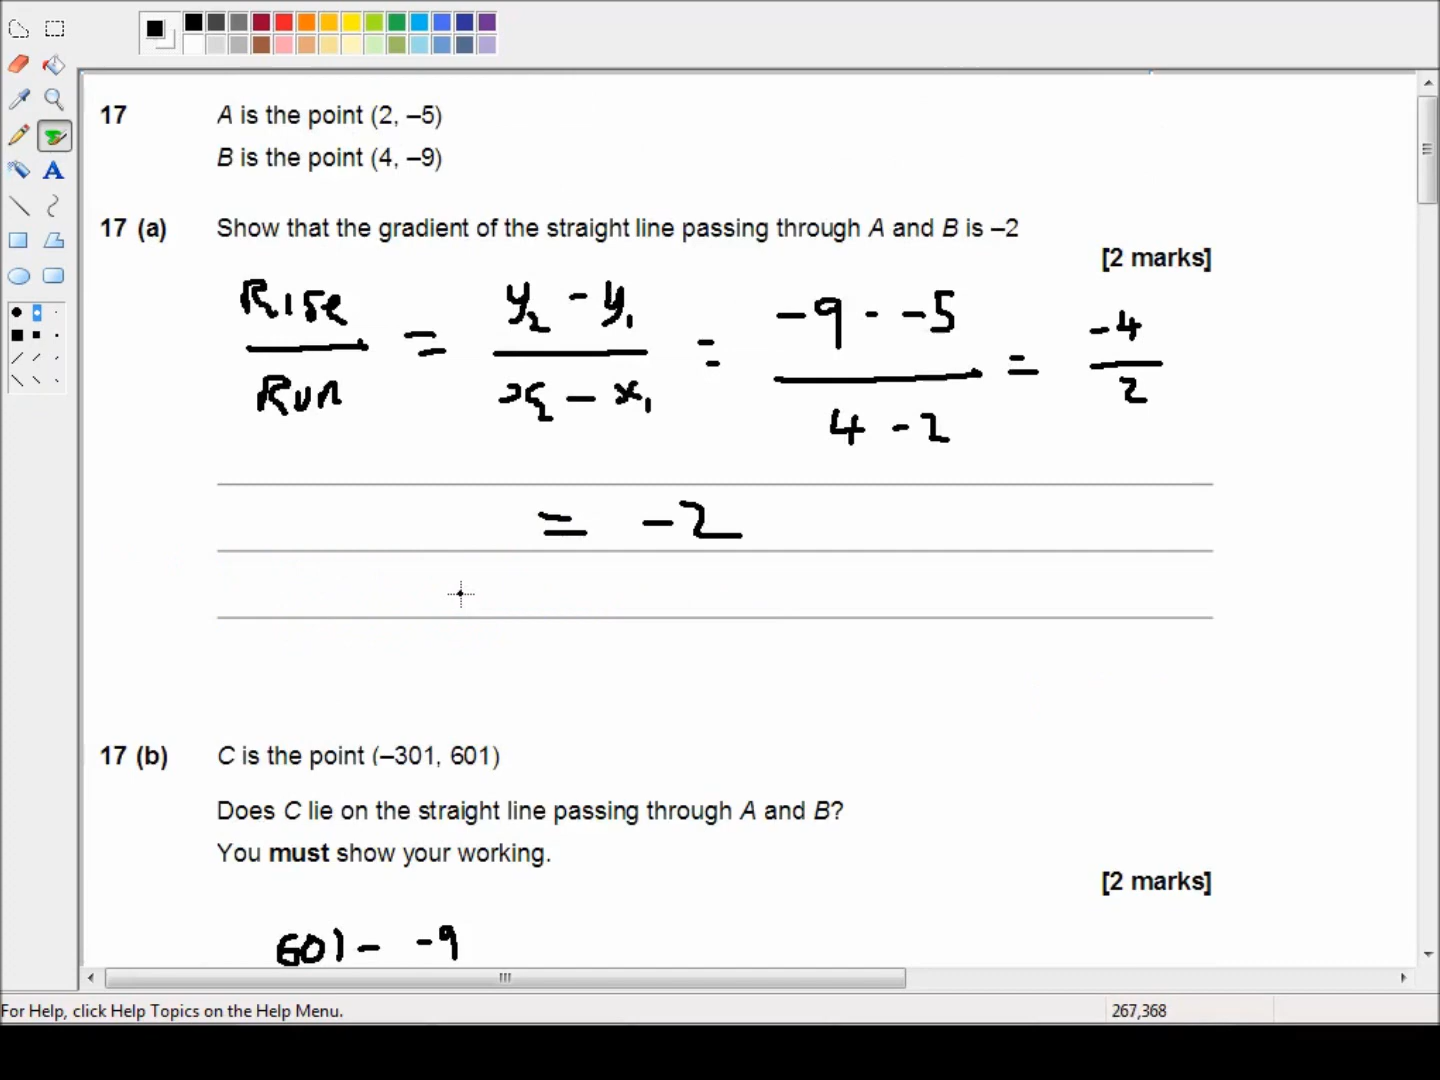 17 A is the point (2, –5)
B is the point (4, –9)
17 (a) Show that the gradient of the straight line passing through A and B is –2
[2 marks]
Rise / Run = y₂ - y₁ / x₂ - x₁ = -9 - -5 / 4 - 2 = -4 / 2
= -2
17 (b) C is the point (–301, 601)
Does C lie on the straight line passing through A and B?
You must show your working.
[2 marks]
601 - -9
For Help, click Help Topics on the Help Menu.
267,368